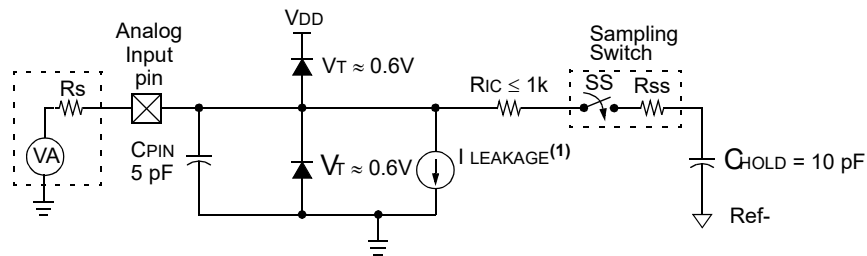 VDD
Sampling
Switch
Analog
Input
pin
VT ≈ 0.6V
RIC ≤ 1k
SS
Rss
Rs
VA
CPIN
5 pF
VT ≈ 0.6V
I LEAKAGE(1)
CHOLD = 10 pF
Ref-